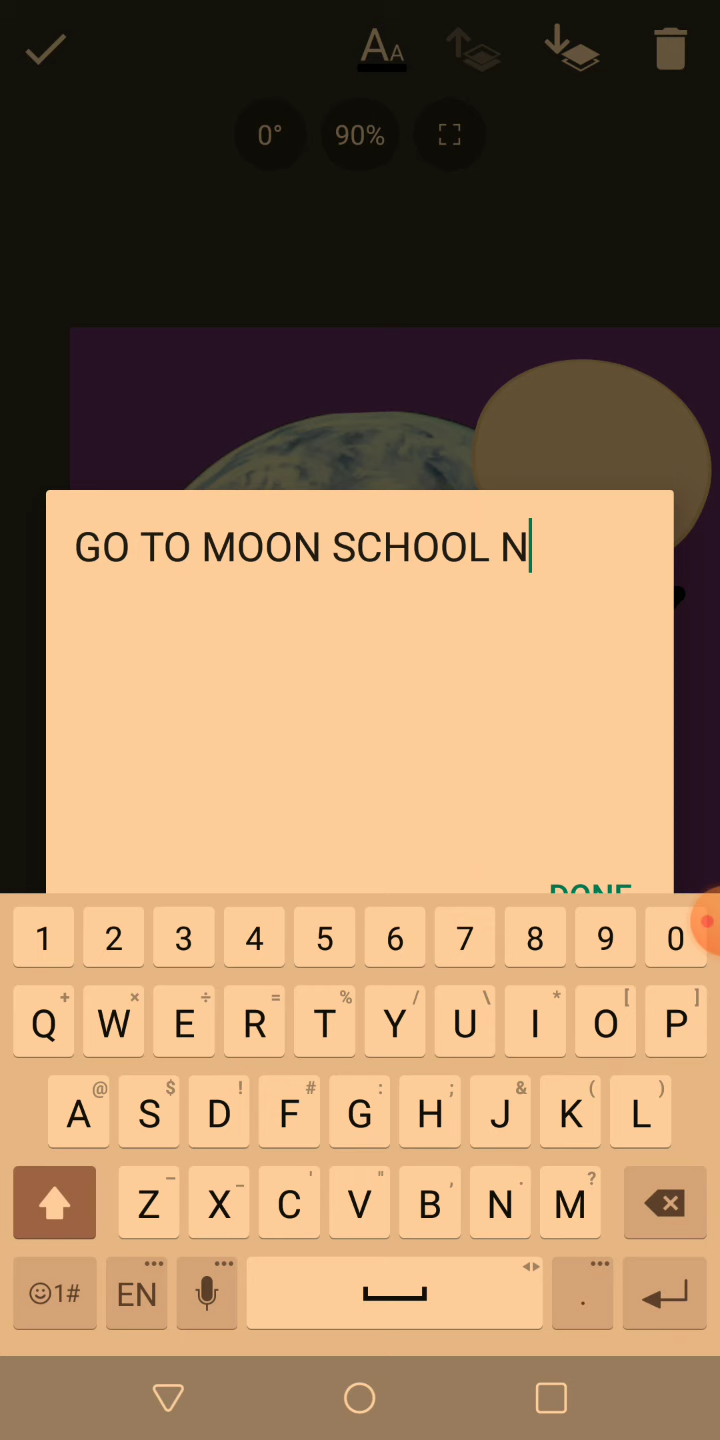 AA
0° 90%
GO TO MOON SCHOOL N
DONE
1 2 3 4 5 6 7 8 9 0
+ × ÷ = % / \ * [ ]
Q W E R T Y U I O P
@ $ ! # : ; & ( )
A S D F G H J K L
– _ ' " , . ?
Z X C V B N M
☺1# EN .